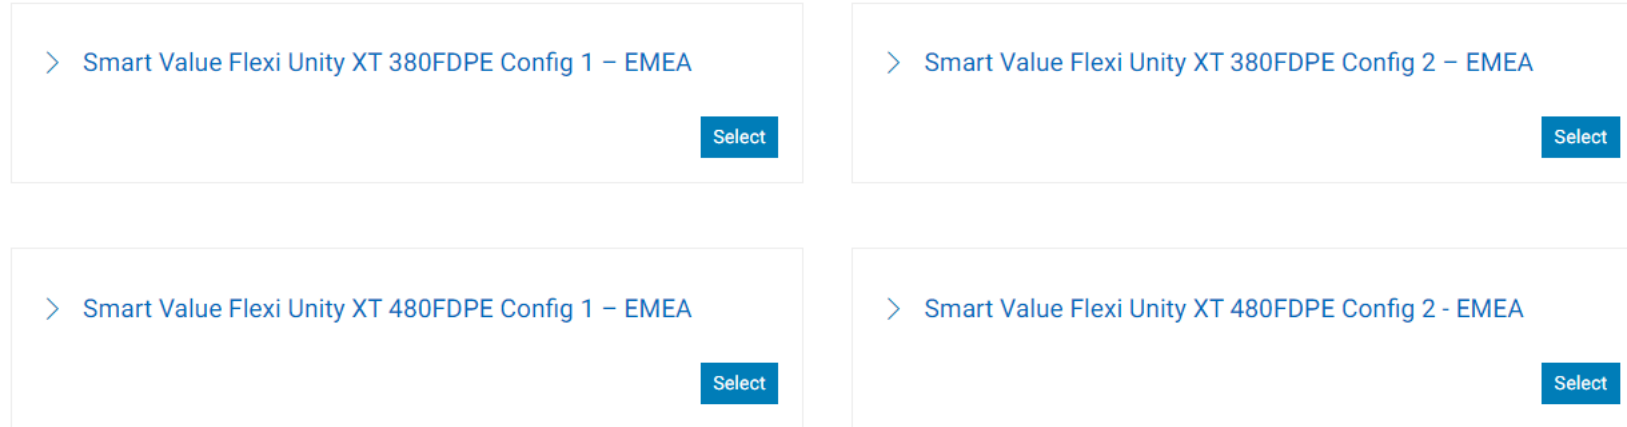 Smart Value Flexi Unity XT 380FDPE Config 1 – EMEA
Select
Smart Value Flexi Unity XT 380FDPE Config 2 – EMEA
Select
Smart Value Flexi Unity XT 480FDPE Config 1 – EMEA
Select
Smart Value Flexi Unity XT 480FDPE Config 2 - EMEA
Select